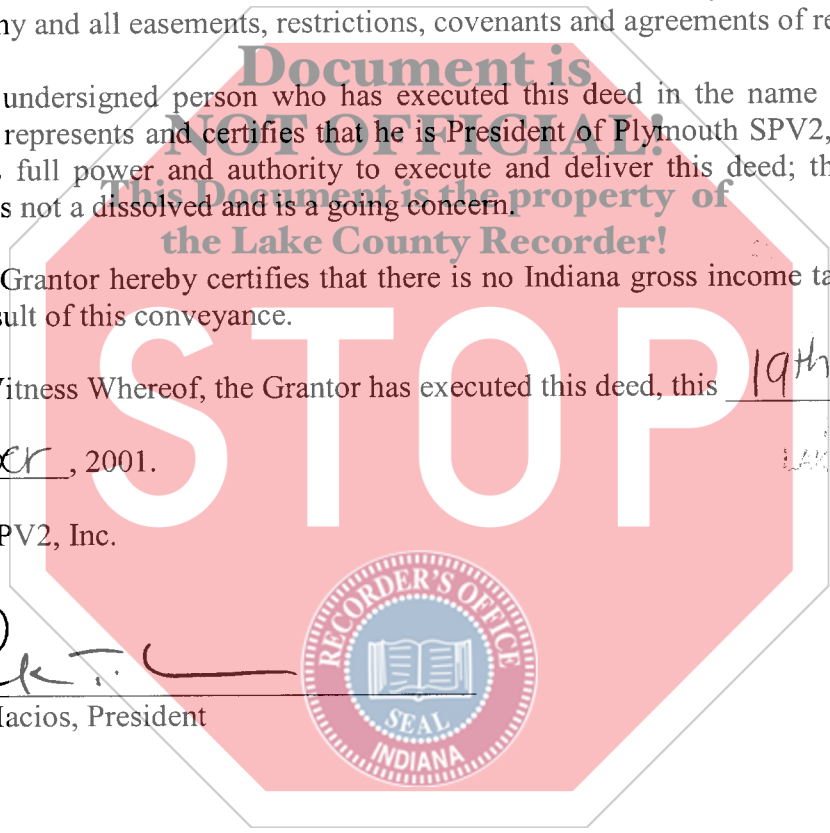 ny and all easements, restrictions, covenants and agreements of re
Document is
undersigned person who has executed this deed in the name
NOT OFFICIAL!
represents and certifies that he is President of Plymouth SPV2,
full power and authority to execute and deliver this deed; th
This Document is the property of
s not a dissolved and is a going concern.
the Lake County Recorder!
Grantor hereby certifies that there is no Indiana gross income ta
sult of this conveyance.
STOP
Witness Whereof, the Grantor has executed this deed, this 19th
er, 2001.
PV2, Inc.
RECORDER'S OFFICE
SEAL
INDIANA
acios, President